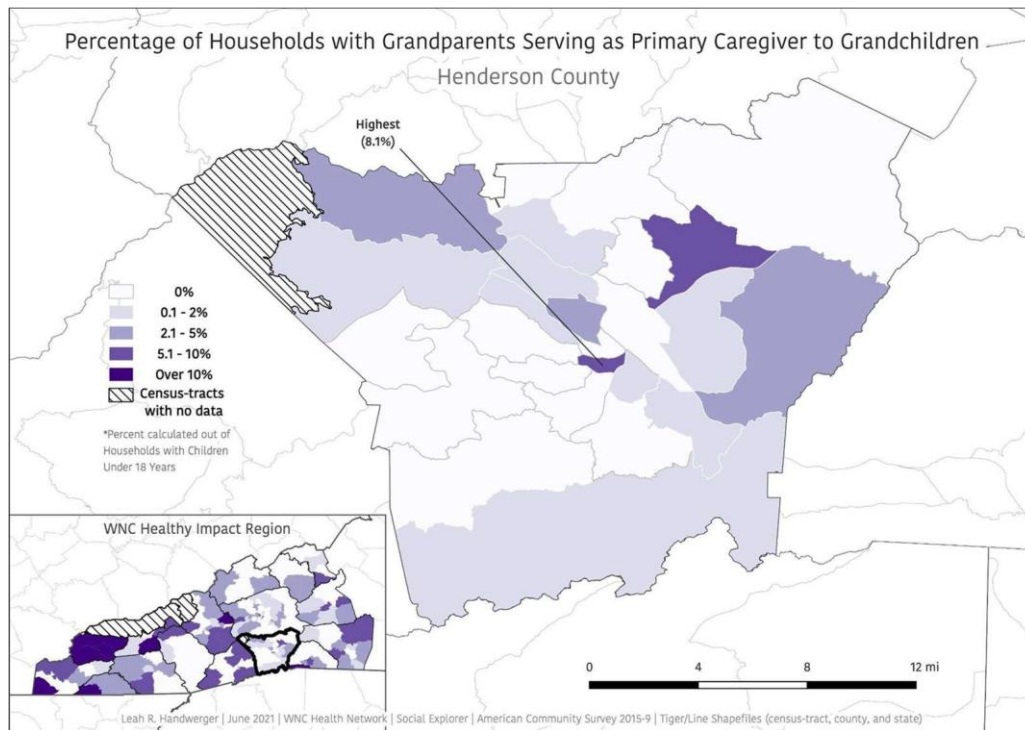 Percentage of Households with Grandparents Serving as Primary Caregiver to Grandchildren
Henderson County
Highest
(8.1%)
0%
0.1 - 2%
2.1 - 5%
5.1 - 10%
Over 10%
Census-tracts
with no data
*Percent calculated out of
Households with Children
Under 18 Years
WNC Healthy Impact Region
0 4 8 12 mi
Leah R. Handwerger | June 2021 | WNC Health Network | Social Explorer | American Community Survey 2015-9 | Tiger/Line Shapefiles (census-tract, county, and state)